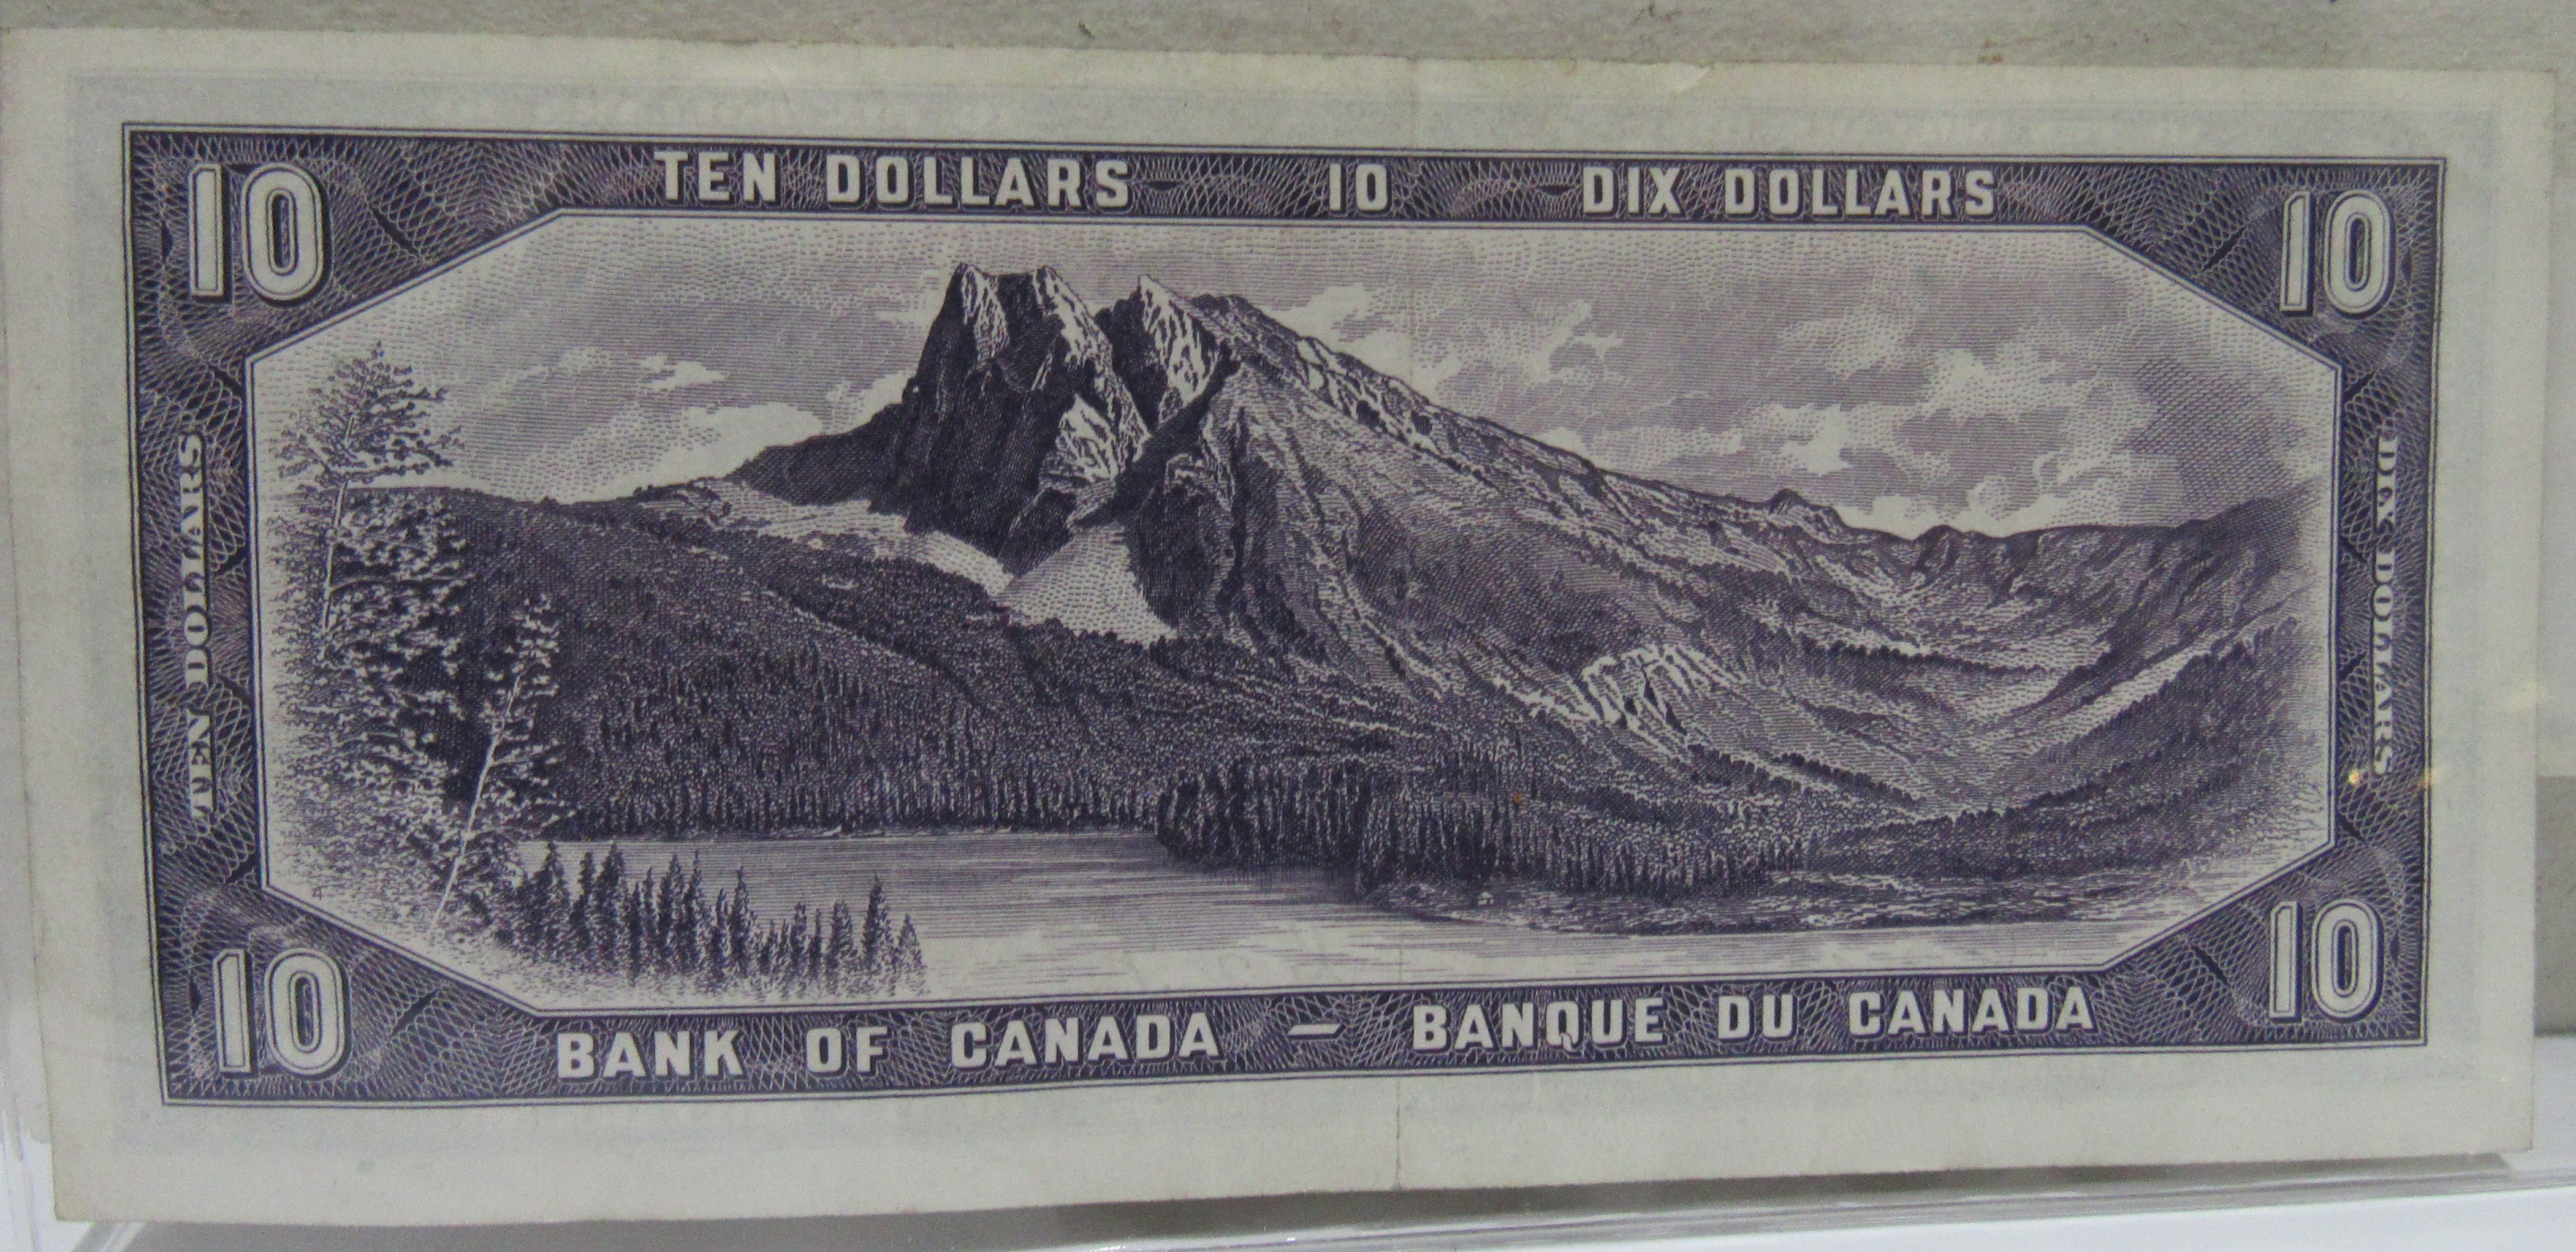 10 TEN DOLLARS 10 DIX DOLLARS 10
TEN DOLLARS
DIX DOLLARS
4
10 BANK OF CANADA – BANQUE DU CANADA 10